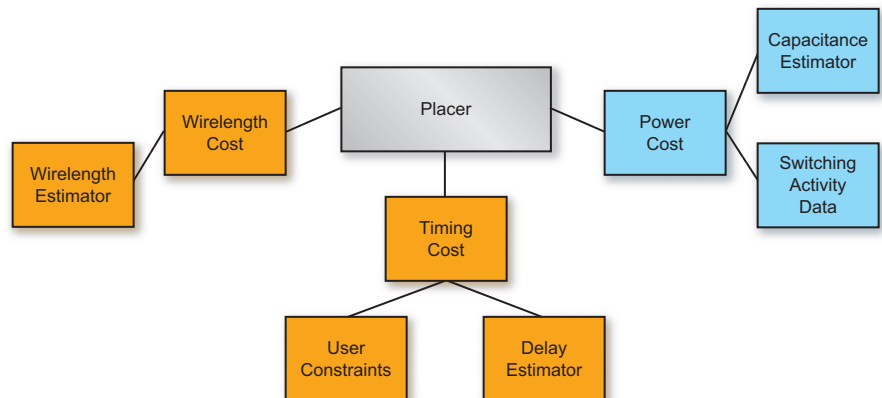 Capacitance
Estimator
Placer
Wirelength
Cost
Power
Cost
Wirelength
Estimator
Switching
Activity
Data
Timing
Cost
User
Constraints
Delay
Estimator